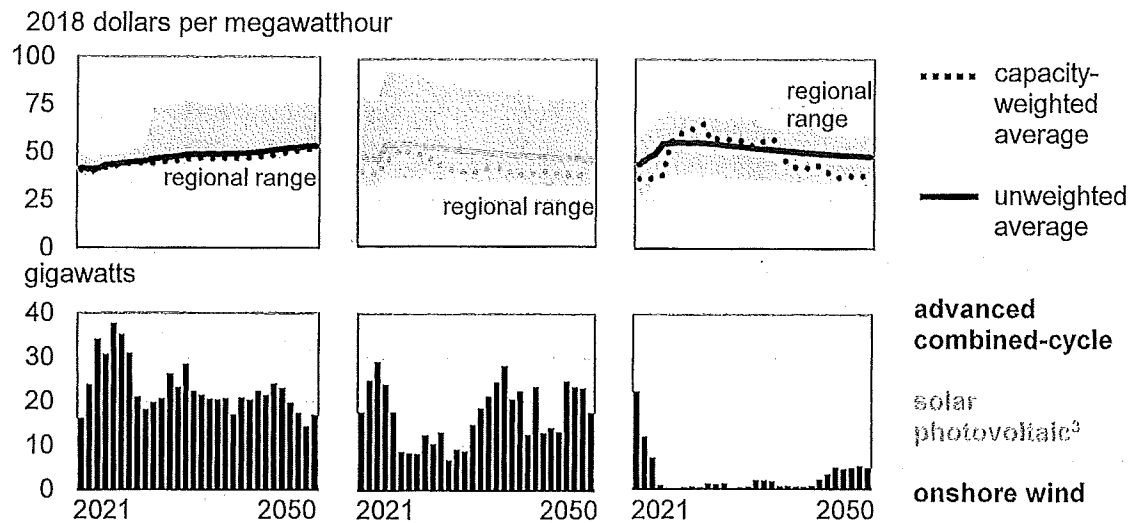 2018 dollars per megawatthour
100
75
50
25
0
regional range
regional range
regional
range
capacity-
weighted
average
unweighted
average
gigawatts
40
30
20
10
0
2021 2050
2021 2050
2021 2050
advanced
combined-cycle
solar
photovoltaic³
onshore wind